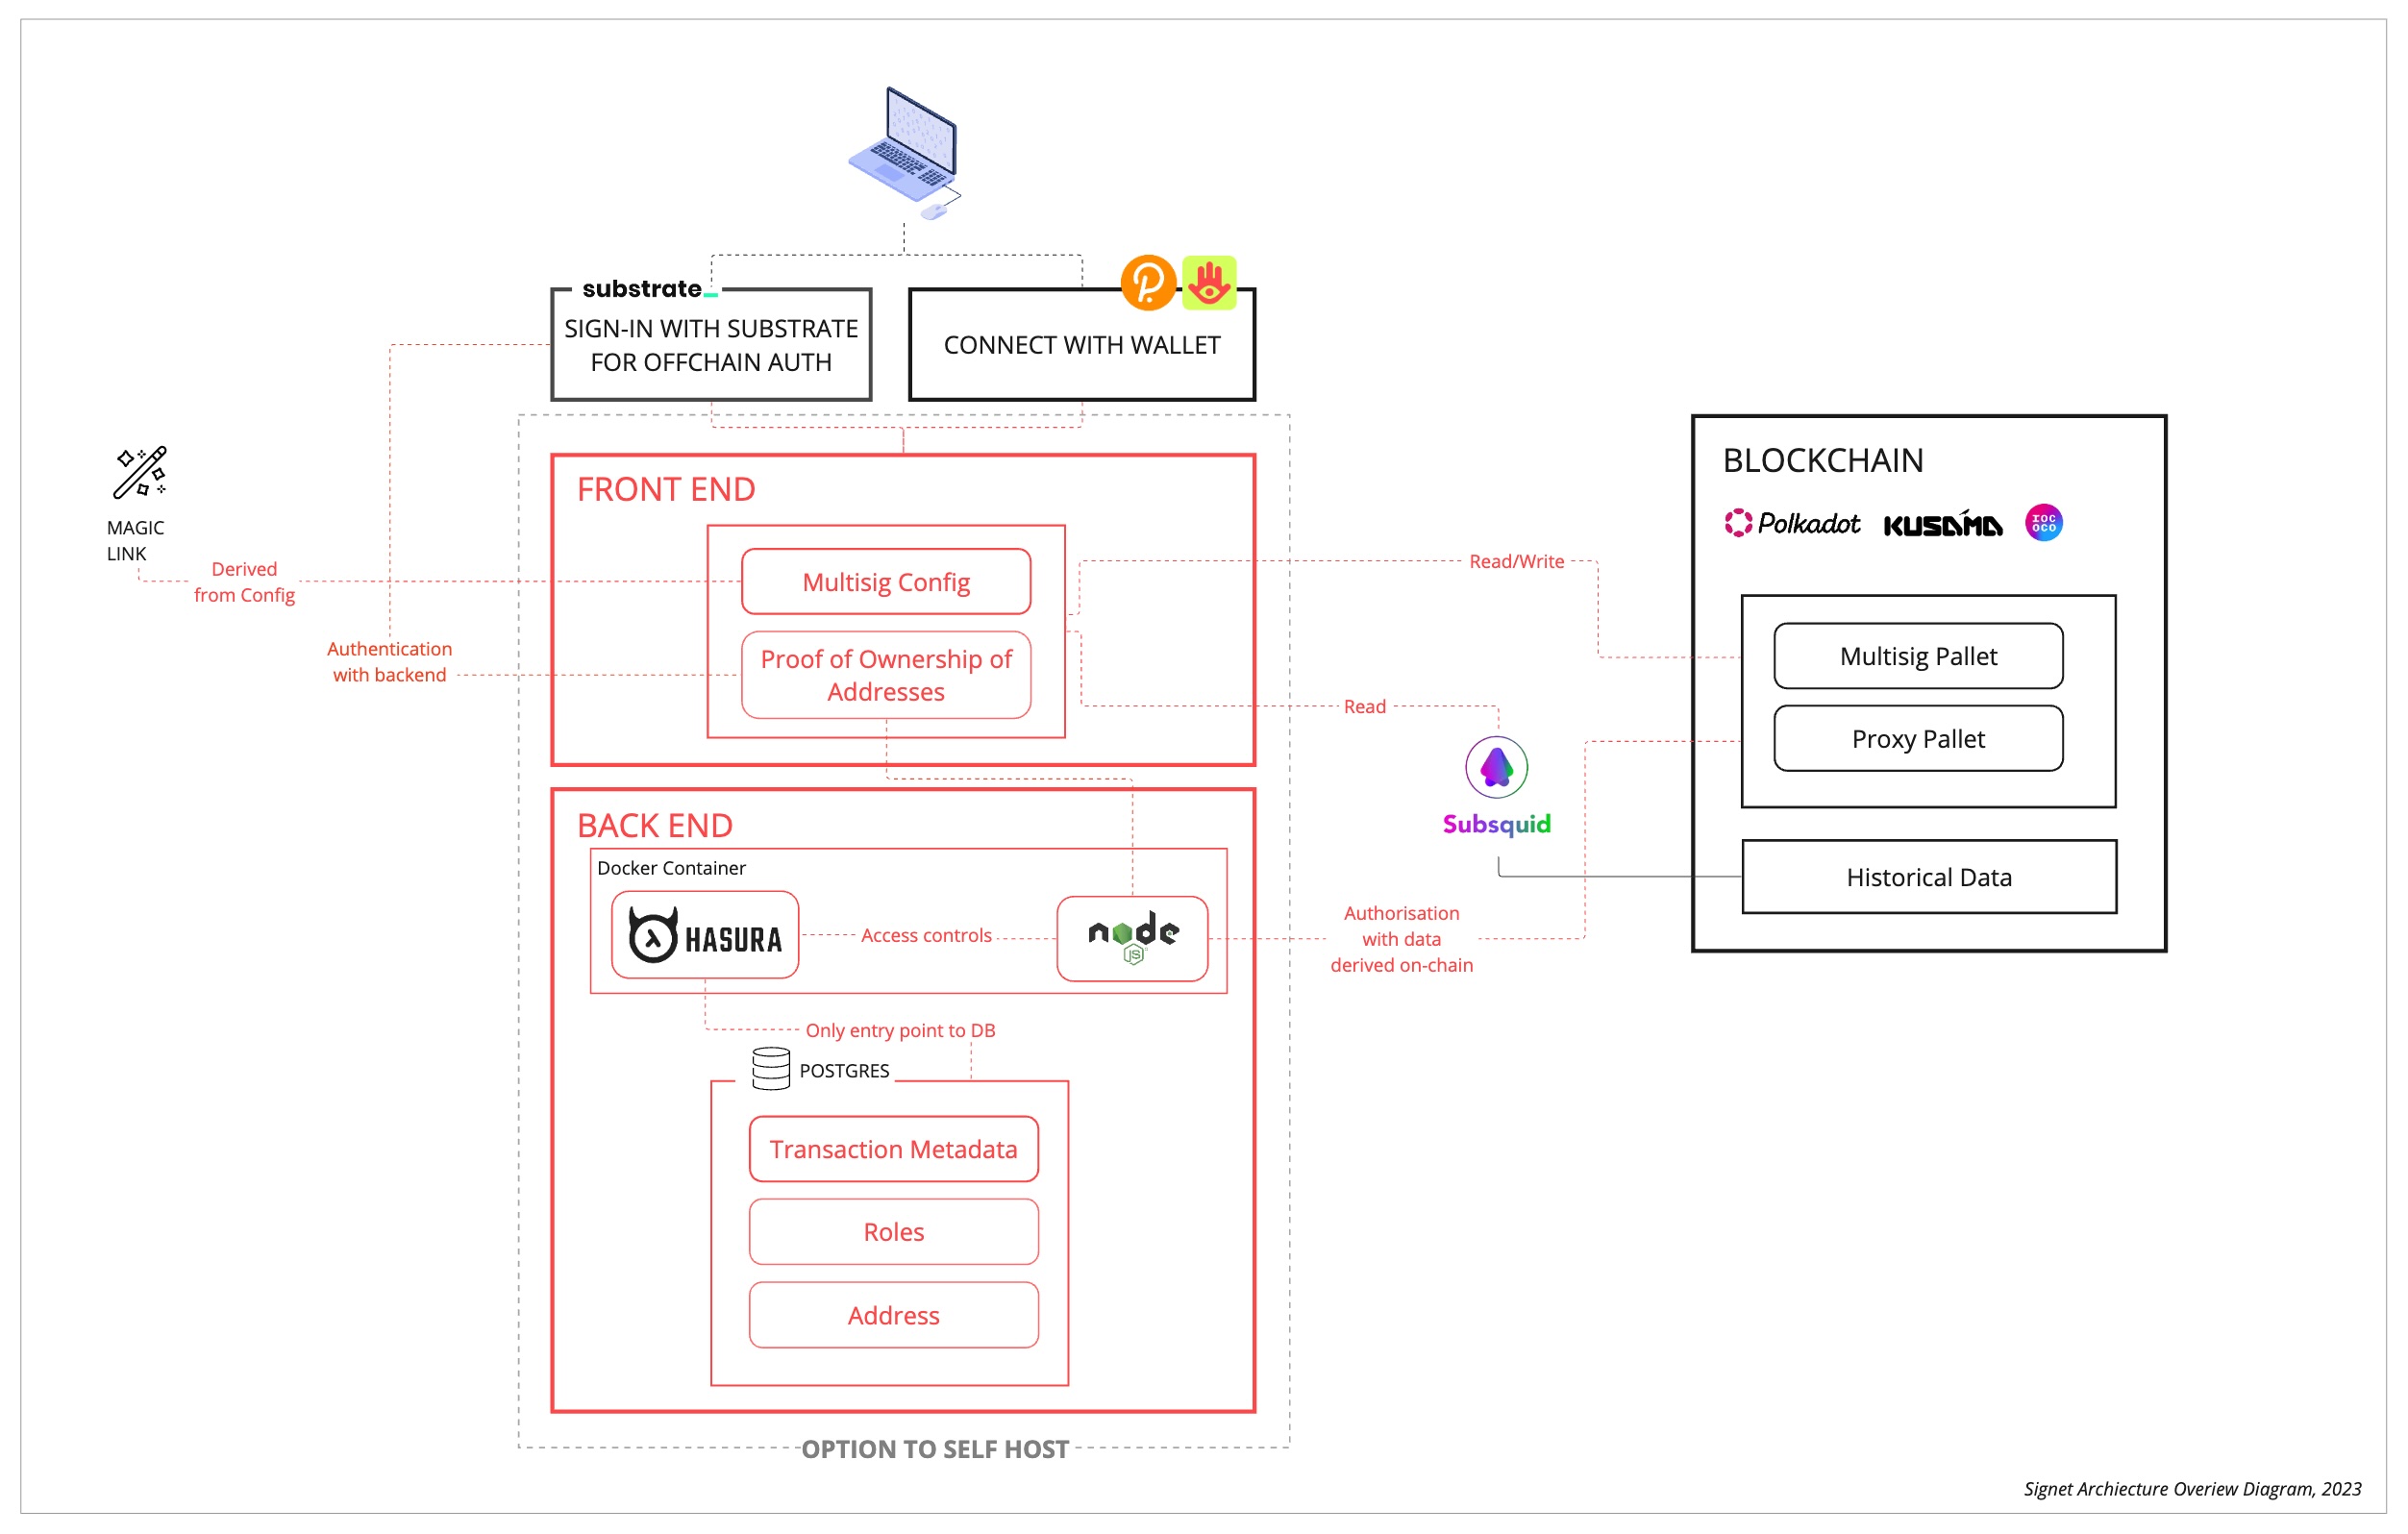 substrate_
SIGN-IN WITH SUBSTRATE
FOR OFFCHAIN AUTH
CONNECT WITH WALLET
MAGIC
LINK
Derived
from Config
Authentication
with backend
FRONT END
Multisig Config
Proof of Ownership of
Addresses
Read/Write
Read
Subsquid
BLOCKCHAIN
Polkadot
KUSAMA
ROC
OCO
Multisig Pallet
Proxy Pallet
Historical Data
BACK END
Docker Container
HASURA
Access controls
node
JS
Authorisation
with data
derived on-chain
Only entry point to DB
POSTGRES
Transaction Metadata
Roles
Address
OPTION TO SELF HOST
Signet Archiecture Overiew Diagram, 2023